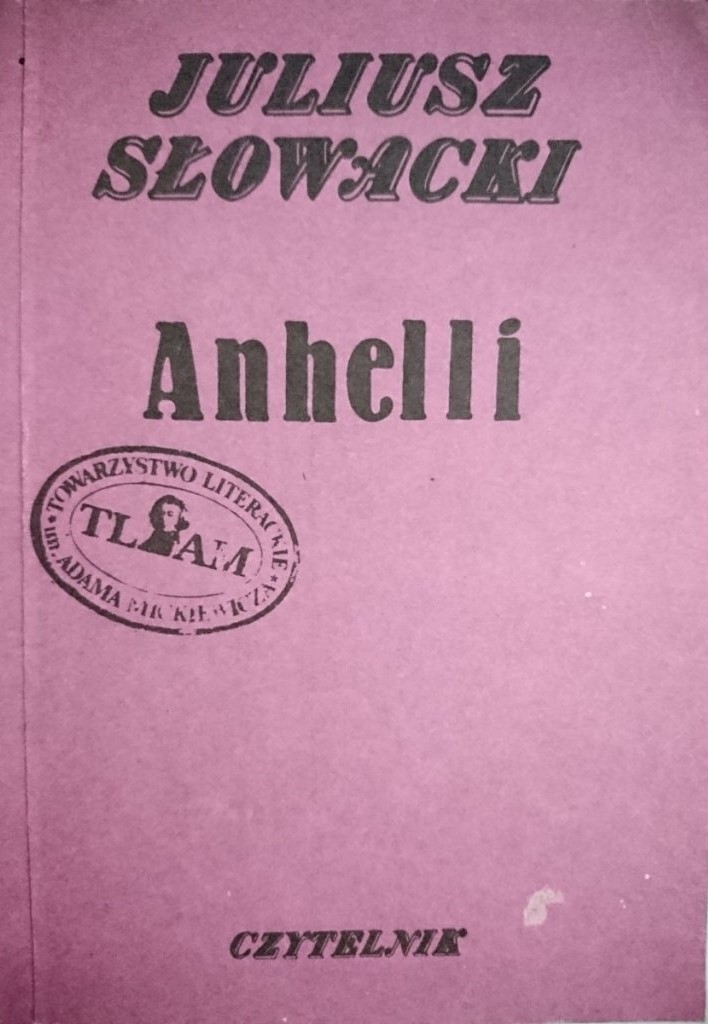 JULIUSZ
SŁOWACKI
Anhelli
★ TOWARZYSTWO LITERACKIE ★
im. ADAMA MICKIEWICZA
TL AM
CZYTELNIK